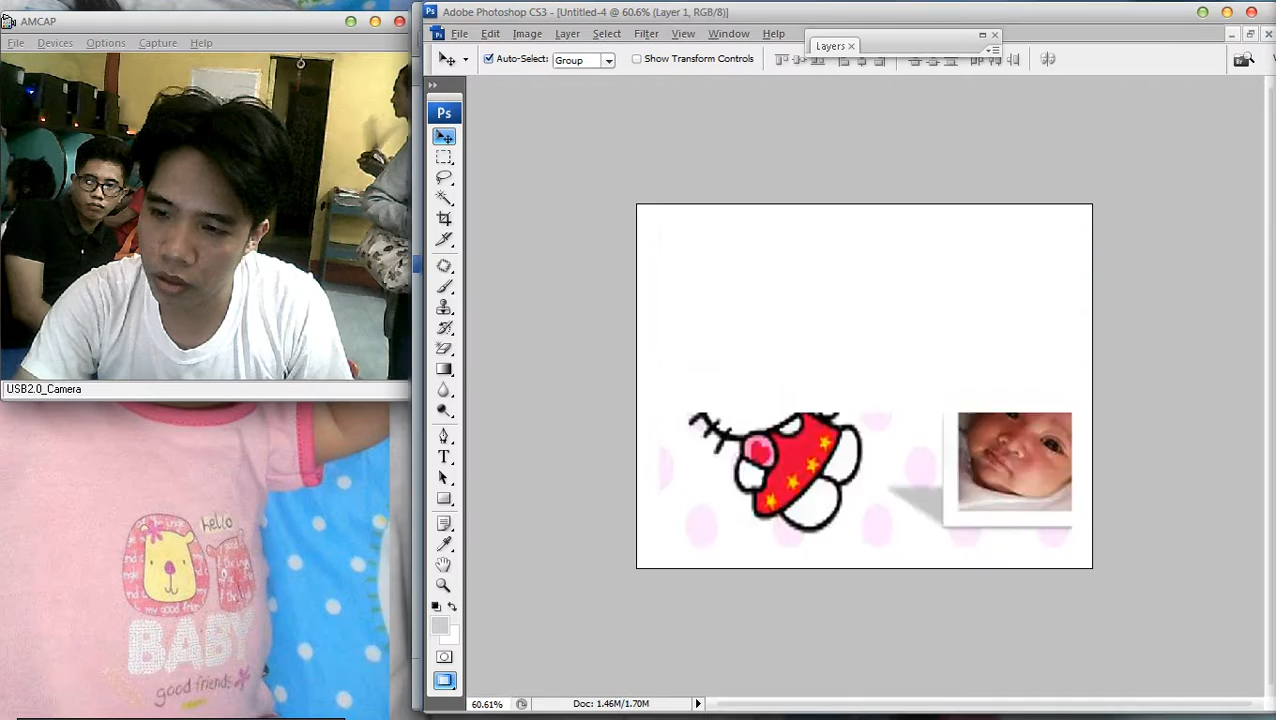 AMCAP
File Devices Options Capture Help
USB2.0_Camera
Adobe Photoshop CS3 - [Untitled-4 @ 60.6% (Layer 1, RGB/8)]
File Edit Image Layer Select Filter View Window Help
Layers
Auto-Select: Group Show Transform Controls
Ps
T
60.61% Doc: 1.46M/1.70M
hello
BABY
good friends